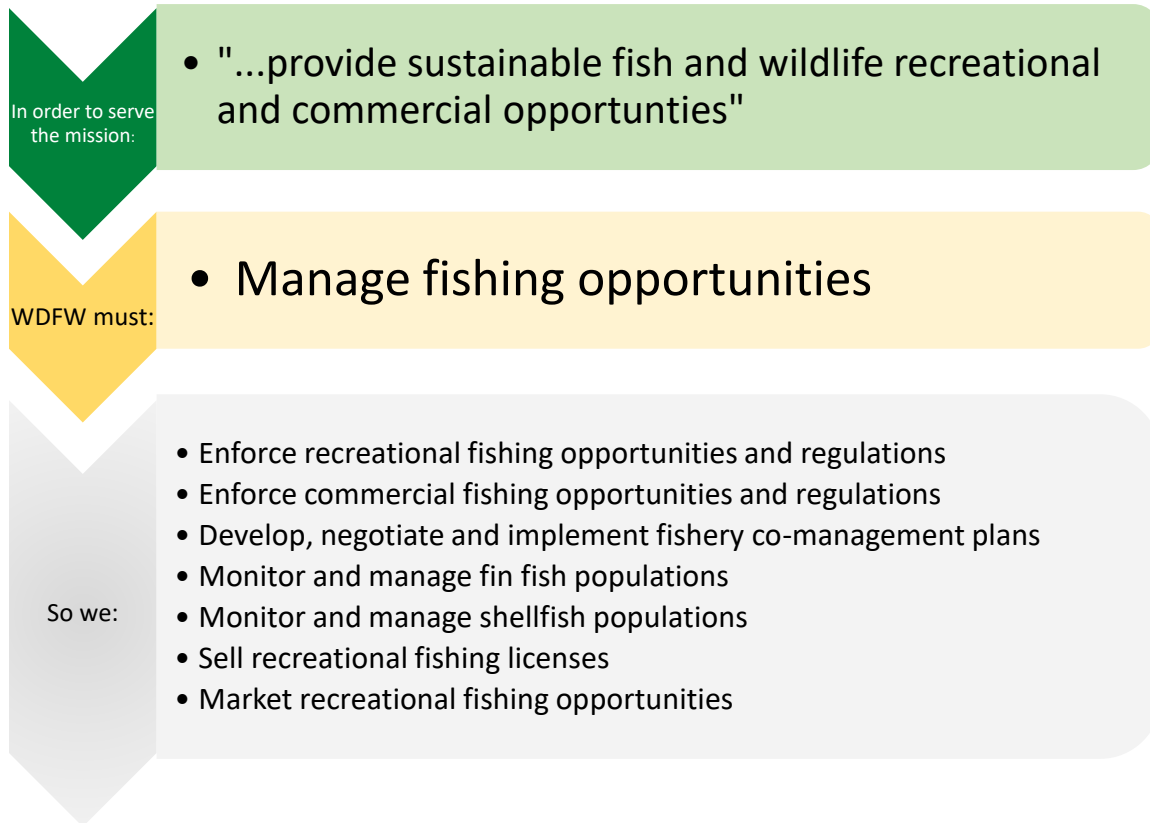 In order to serve
the mission:
• "...provide sustainable fish and wildlife recreational
and commercial opportunties"
WDFW must:
• Manage fishing opportunities
So we:
• Enforce recreational fishing opportunities and regulations
• Enforce commercial fishing opportunities and regulations
• Develop, negotiate and implement fishery co-management plans
• Monitor and manage fin fish populations
• Monitor and manage shellfish populations
• Sell recreational fishing licenses
• Market recreational fishing opportunities